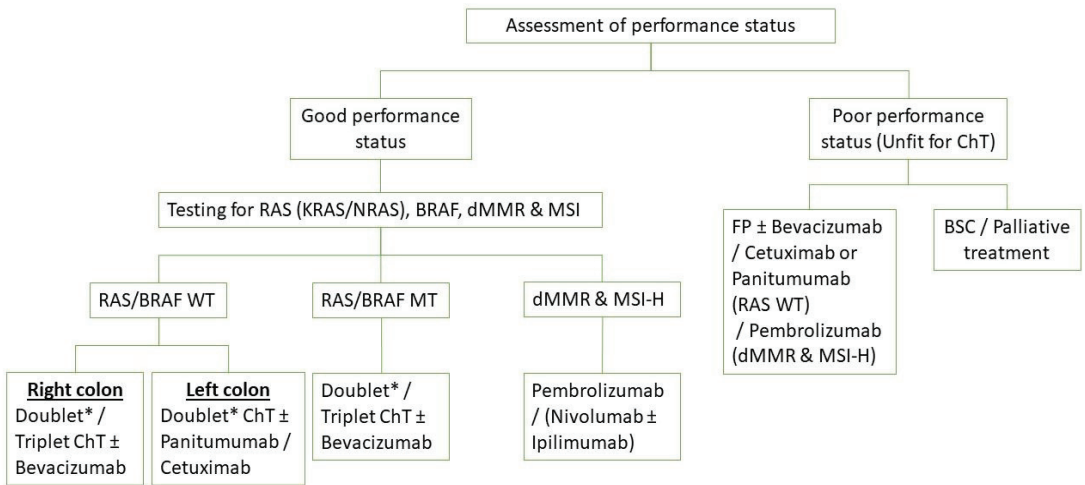 Assessment of performance status
Good performance
status
Poor performance
status (Unfit for ChT)
Testing for RAS (KRAS/NRAS), BRAF, dMMR & MSI
FP ± Bevacizumab
/ Cetuximab or
Panitumumab
(RAS WT)
/ Pembrolizumab
(dMMR & MSI-H)
BSC / Palliative
treatment
RAS/BRAF WT
RAS/BRAF MT
dMMR & MSI-H
Right colon
Doublet* /
Triplet ChT ±
Bevacizumab
Left colon
Doublet* ChT ±
Panitumumab /
Cetuximab
Doublet* /
Triplet ChT ±
Bevacizumab
Pembrolizumab
/ (Nivolumab ±
Ipilimumab)